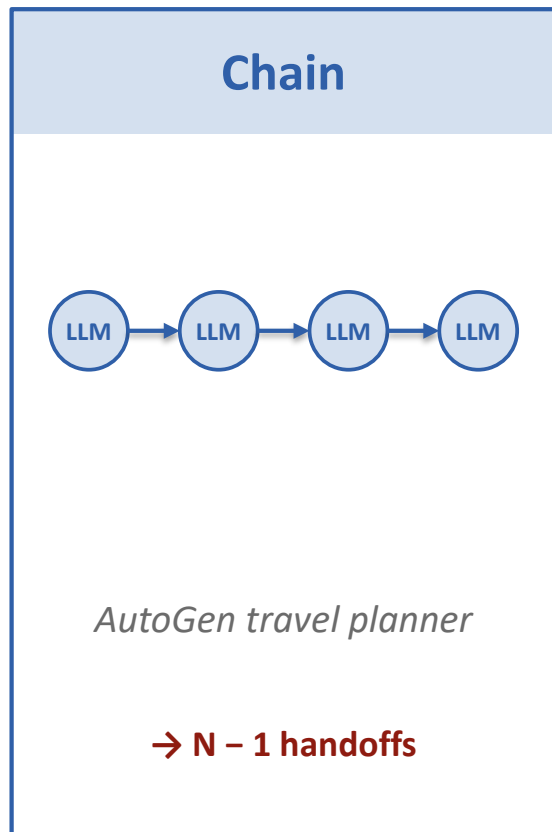 Chain
LLM LLM LLM LLM
AutoGen travel planner
→ N – 1 handoffs